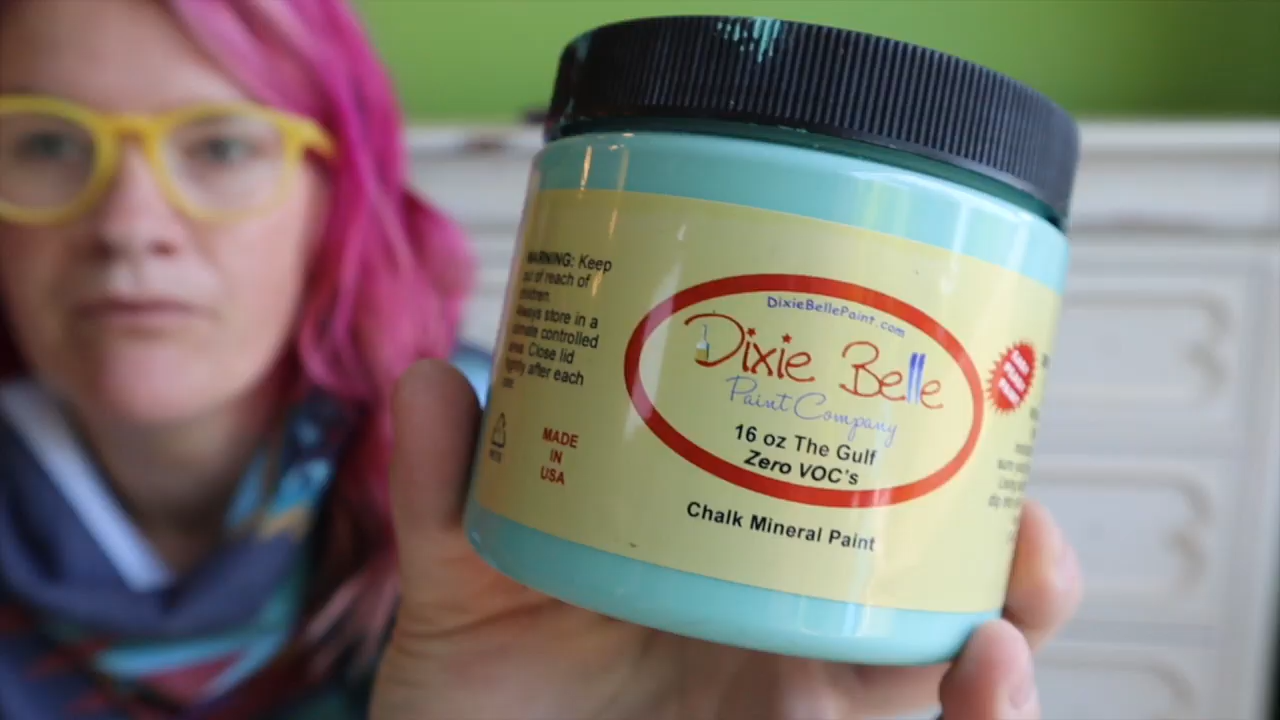 WARNING: Keep
out of reach of
children
Always store in a
climate controlled
area. Close lid
tightly after each
use.
MADE
IN
USA
DixieBellePaint.com
Dixie Belle
Paint Company
16 oz The Gulf
Zero VOC's
Chalk Mineral Paint